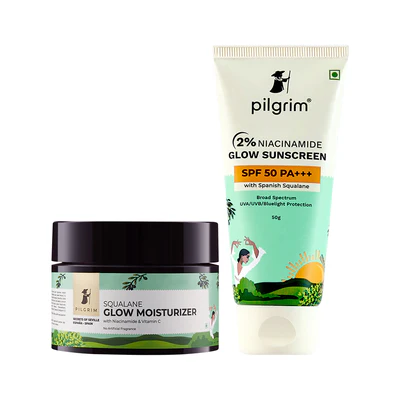 pilgrim®
2% NIACINAMIDE
GLOW SUNSCREEN
SPF 50 PA+++
with Spanish Squalane
Broad Spectrum
UVA/UVB/Bluelight Protection
50g
PILGRIM
SECRETS OF SEVILLE
SPAIN
SQUALANE
GLOW MOISTURIZER
with Niacinamide & Vitamin C
No Artificial Fragrance